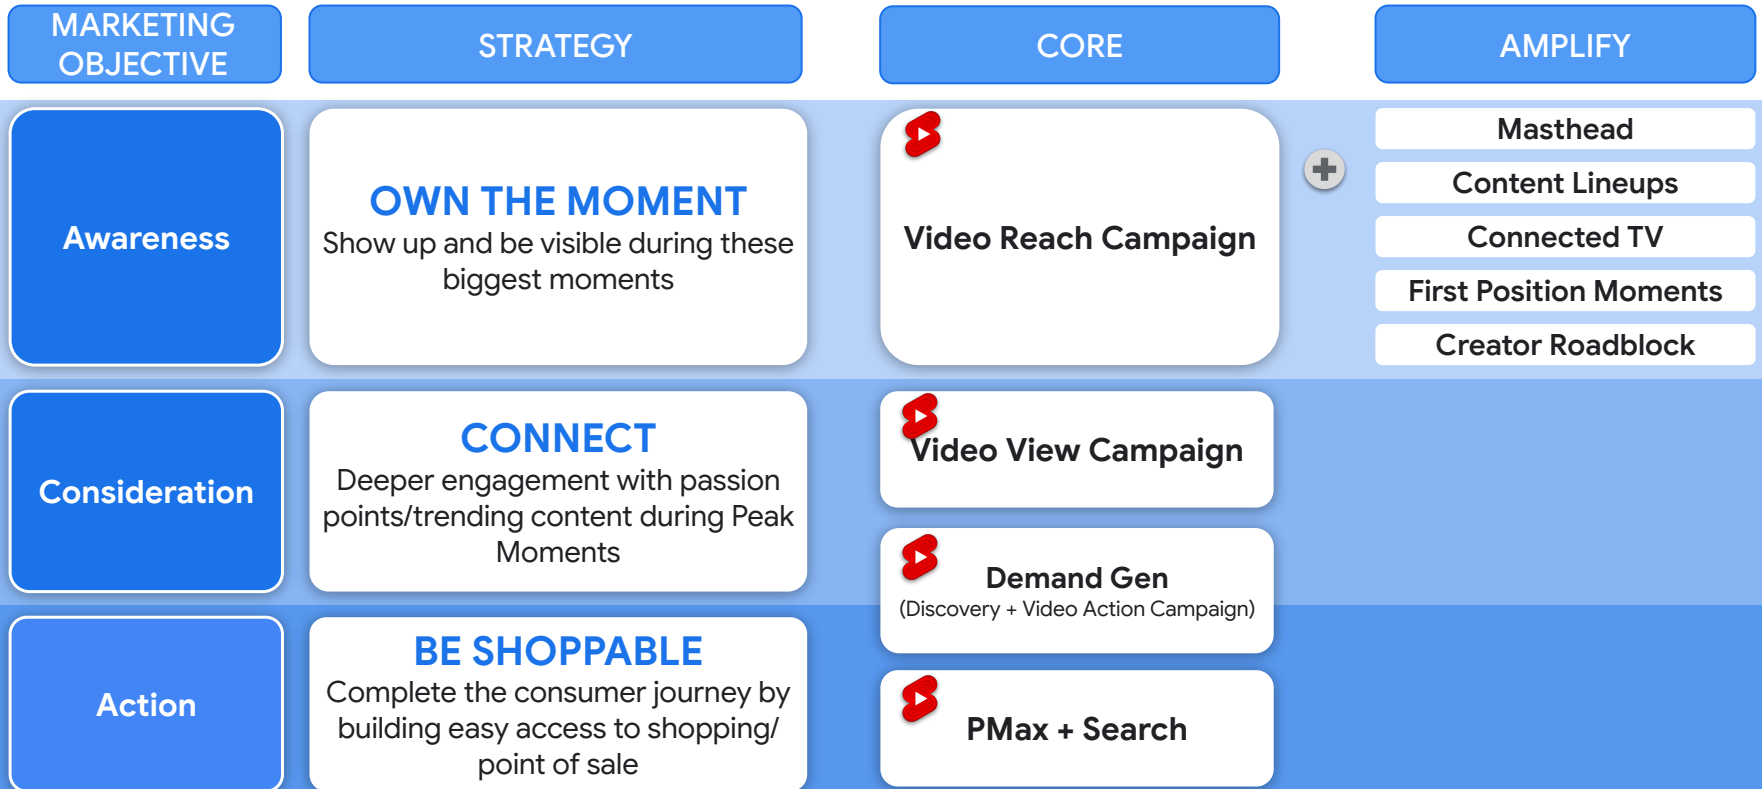 MARKETING
OBJECTIVE
STRATEGY
CORE
AMPLIFY
Awareness
OWN THE MOMENT
Show up and be visible during these
biggest moments
Video Reach Campaign
Masthead
Content Lineups
Connected TV
First Position Moments
Creator Roadblock
Consideration
CONNECT
Deeper engagement with passion
points/trending content during Peak
Moments
Video View Campaign
Demand Gen
(Discovery + Video Action Campaign)
Action
BE SHOPPABLE
Complete the consumer journey by
building easy access to shopping/
point of sale
PMax + Search